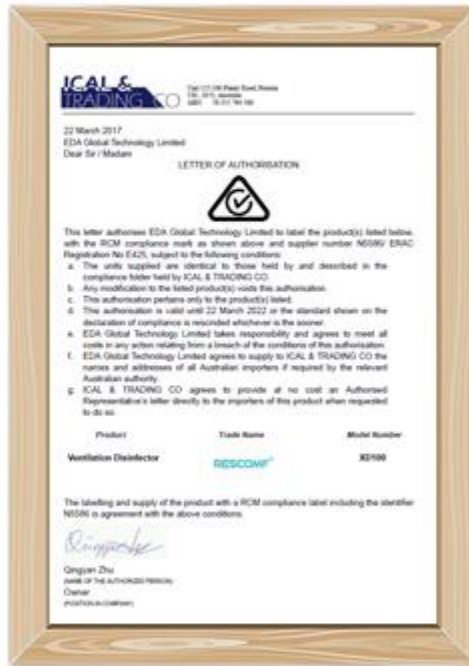 ICAL &
TRADING CO
22 March 2017
EDA Global Technology Limited
Dear Sir / Madam
LETTER OF AUTHORISATION
This letter authorises EDA Global Technology Limited to label the product(s) listed below,
with the RCM compliance mark as shown above and supplier number N5586/ ERAC
Registration No E425, subject to the following conditions:
a. The units supplied are identical to those held by and described in the
compliance folder held by ICAL & TRADING CO.
b. Any modification to the listed product(s) voids this authorisation.
c. This authorisation pertains only to the product(s) listed.
d. This authorisation is valid until 22 March 2022 or the standard shown on the
declaration of compliance is rescinded whichever is the sooner.
e. EDA Global Technology Limited takes responsibility and agrees to meet all
costs in any action relating from a breach of the conditions of this authorisation.
f. EDA Global Technology Limited agrees to supply to ICAL & TRADING CO the
names and addresses of all Australian importers if required by the relevant
Australian authority.
g. ICAL & TRADING CO agrees to provide at no cost an Authorised
Representative's letter directly to the importers of this product when requested
to do so.
Product Trade Name Model Number
Ventilation Disinfector RESCOMF XD100
The labelling and supply of the product with a RCM compliance label including the identifier
N5586 is agreement with the above conditions.
Qingyan Zhu
(NAME OF THE AUTHORIZED PERSON)
Owner
(POSITION IN COMPANY)